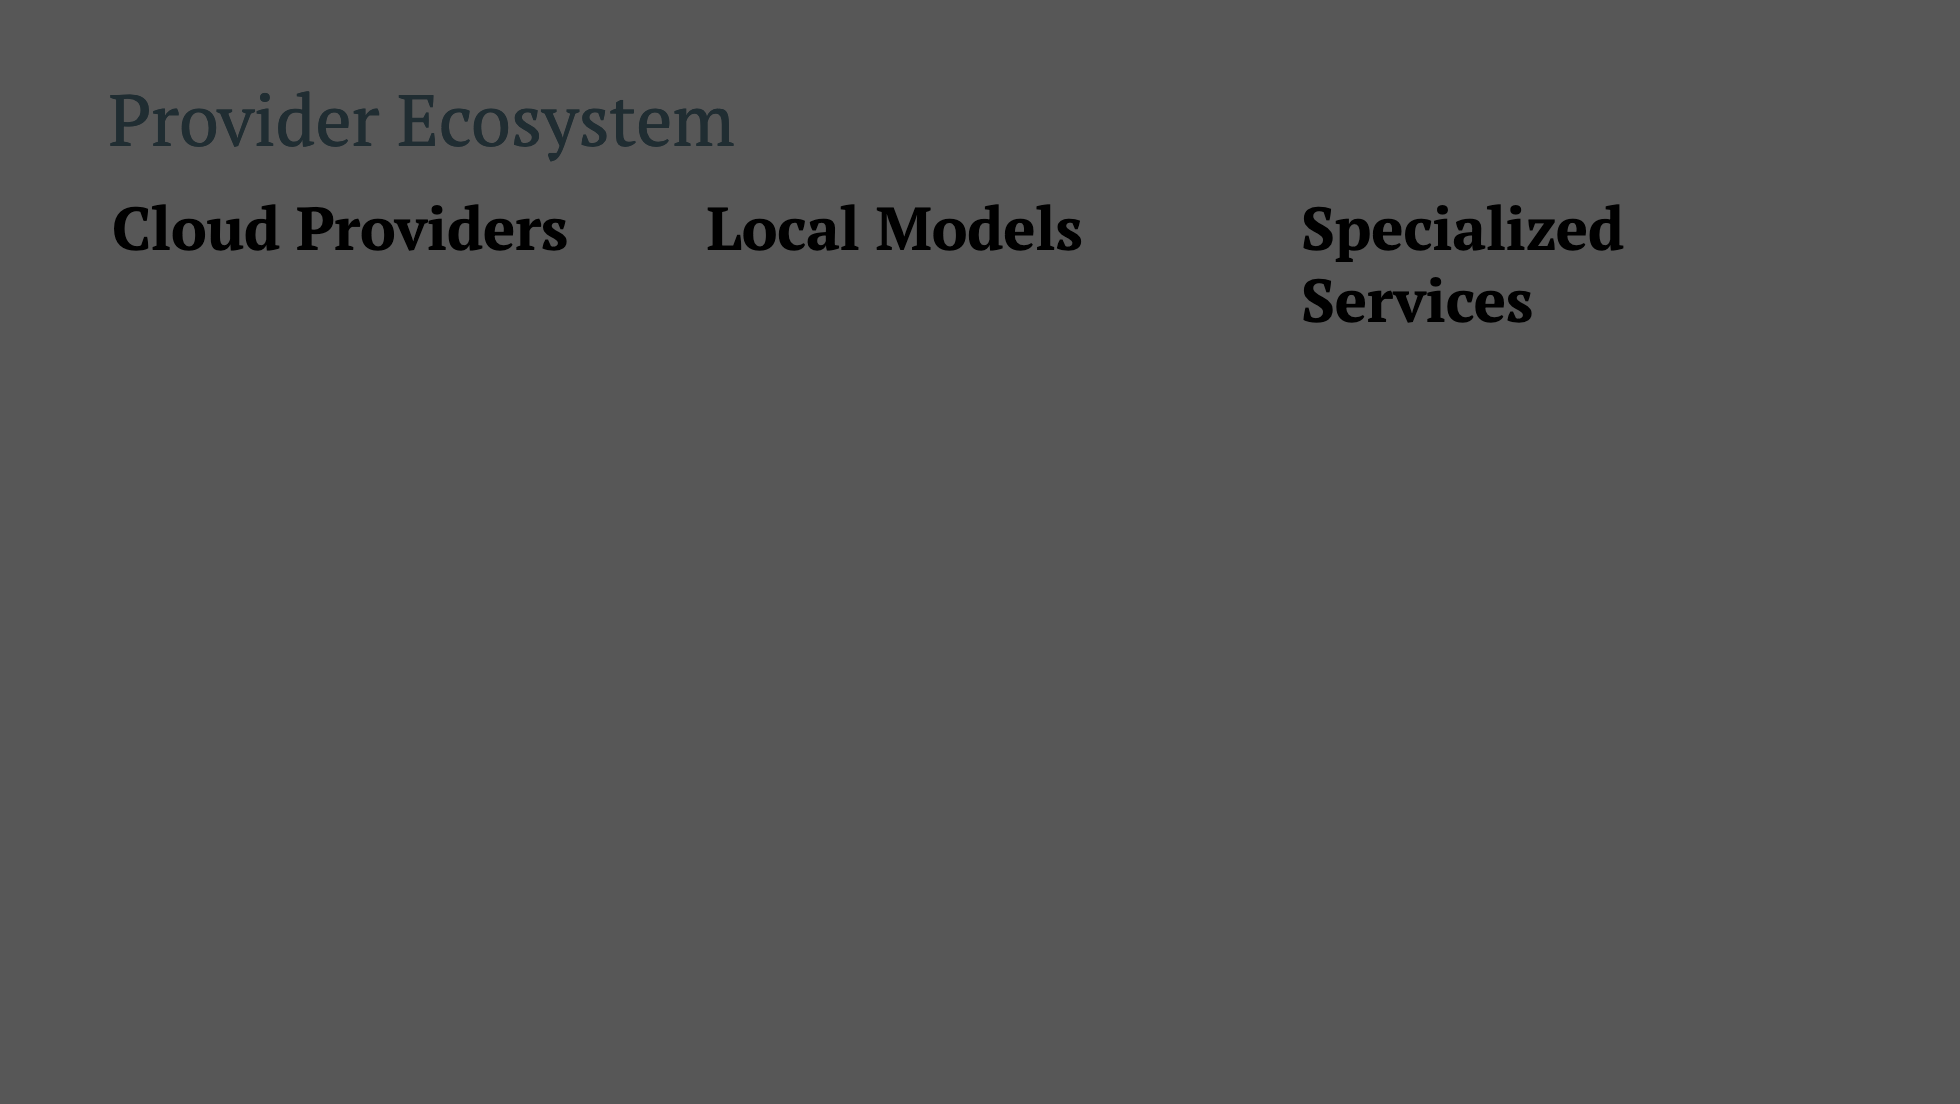 Provider Ecosystem
Cloud Providers
Local Models
Specialized
Services